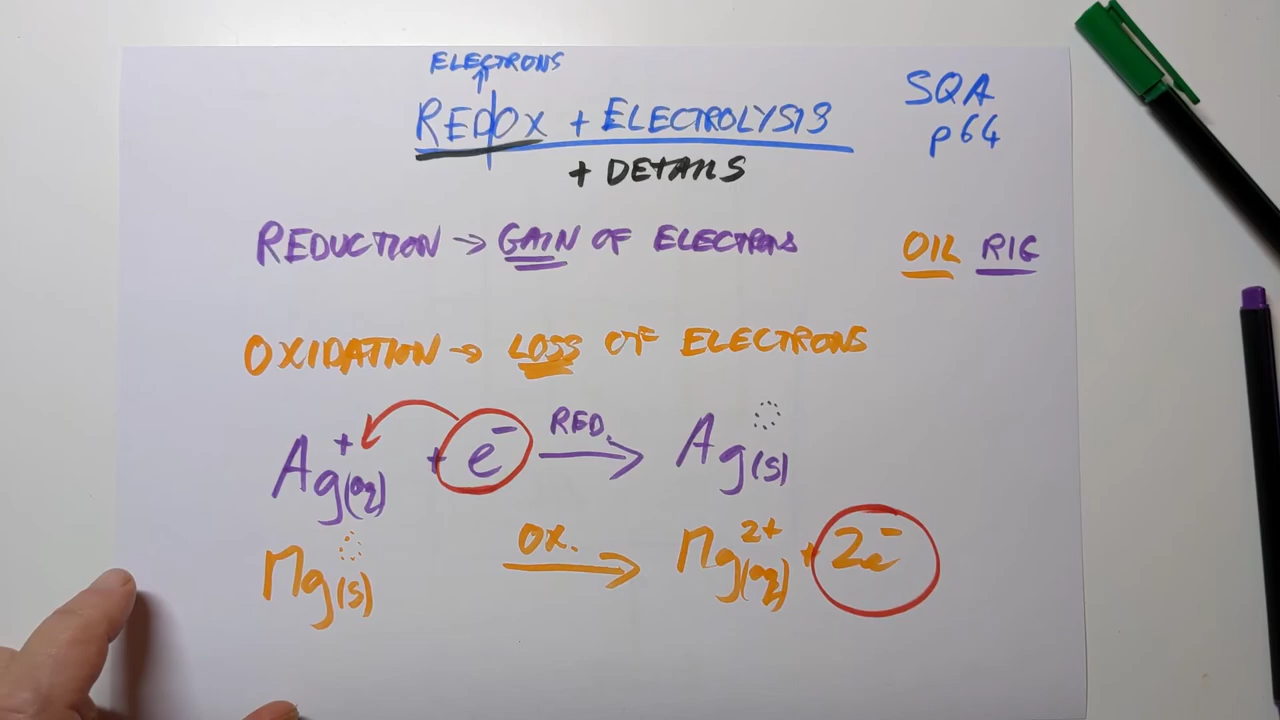 ELECTRONS
REDOX + ELECTROLYSIS
+ DETAILS
SQA
p64
REDUCTION → GAIN OF ELECTRONS
OIL RIG
OXIDATION → LOSS OF ELECTRONS
Ag⁺(aq) + e⁻ RED. → Ag(s)
Mg(s) OX. → Mg²⁺(aq) + 2e⁻